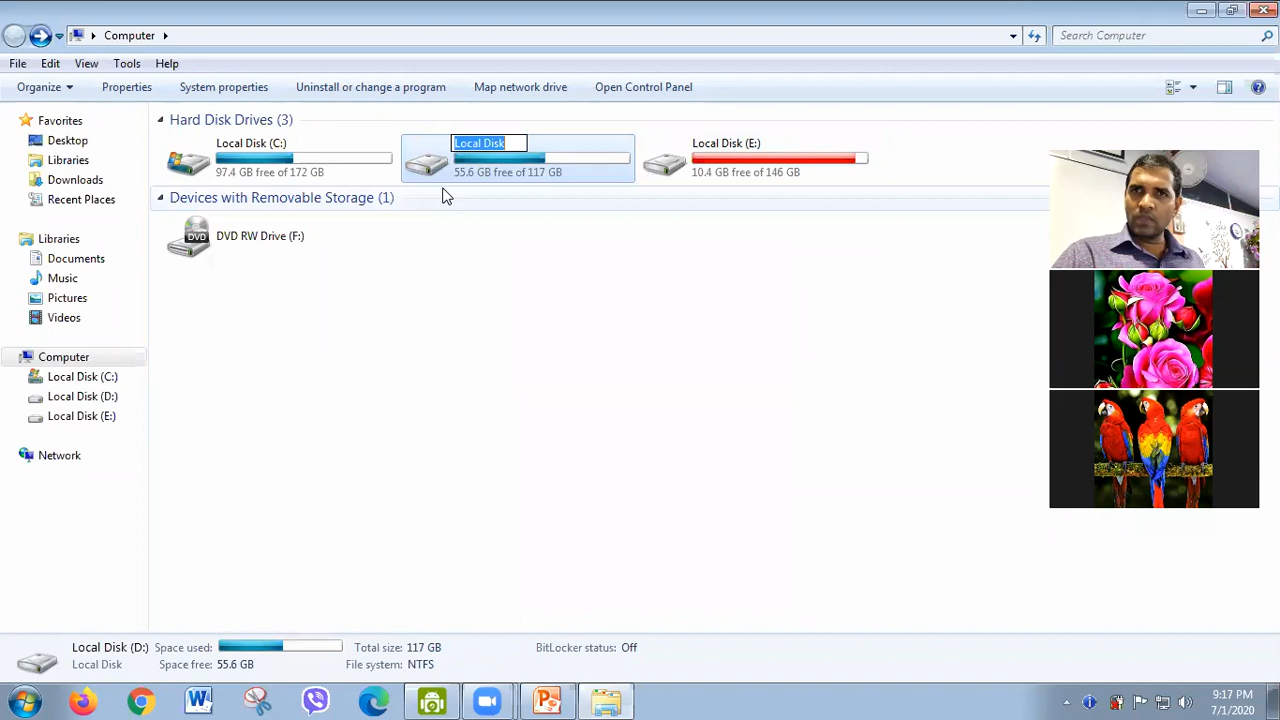 Computer
Search Computer
File Edit View Tools Help
Organize Properties System properties Uninstall or change a program Map network drive Open Control Panel
Favorites
Desktop
Libraries
Downloads
Recent Places
Libraries
Documents
Music
Pictures
Videos
Computer
Local Disk (C:)
Local Disk (D:)
Local Disk (E:)
Network
Hard Disk Drives (3)
Local Disk (C:)
97.4 GB free of 172 GB
Local Disk
55.6 GB free of 117 GB
Local Disk (E:)
10.4 GB free of 146 GB
Devices with Removable Storage (1)
DVD
DVD RW Drive (F:)
Local Disk (D:) Space used: Total size: 117 GB BitLocker status: Off
Local Disk Space free: 55.6 GB File system: NTFS
9:17 PM
7/1/2020